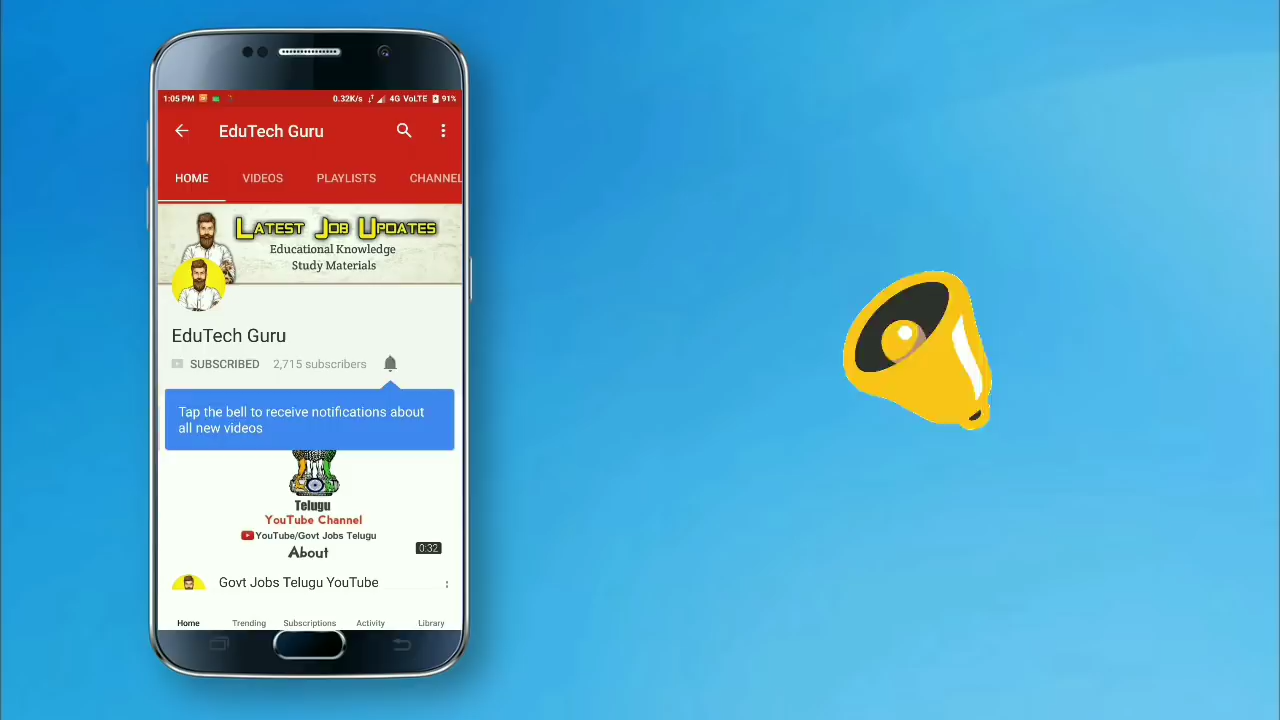 1:05 PM 0.32K/s 4G VoLTE 91%
EduTech Guru
HOME VIDEOS PLAYLISTS CHANNEL
LATEST JOB UPDATES
Educational Knowledge
Study Materials
EduTech Guru
SUBSCRIBED 2,715 subscribers
Tap the bell to receive notifications about
all new videos
Telugu
YouTube Channel
YouTube/Govt Jobs Telugu
About
0:32
Govt Jobs Telugu YouTube
Home Trending Subscriptions Activity Library